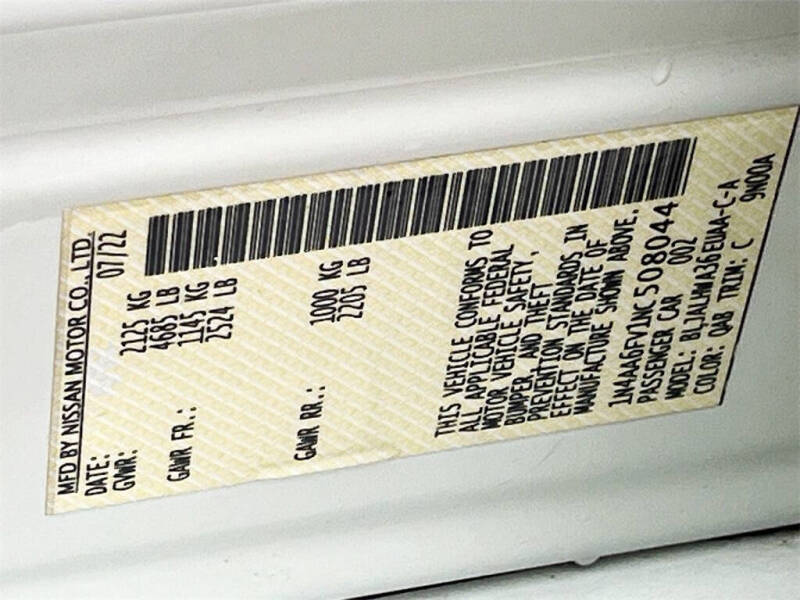 MFD BY NISSAN MOTOR CO., LTD.
DATE: 07/22
GVWR: 2125 KG
4685 LB
GAWR FR.: 1145 KG
2524 LB
GAWR RR.: 1000 KG
2205 LB
THIS VEHICLE CONFORMS TO
ALL APPLICABLE FEDERAL
MOTOR VEHICLE SAFETY,
BUMPER, AND THEFT
PREVENTION STANDARDS IN
EFFECT ON THE DATE OF
MANUFACTURE SHOWN ABOVE.
1N4AA6FV1NC508044
PASSENGER CAR 002
MODEL: BLJALHWA36EUAA-C-A
COLOR: QAB TRIM: C 9N00A